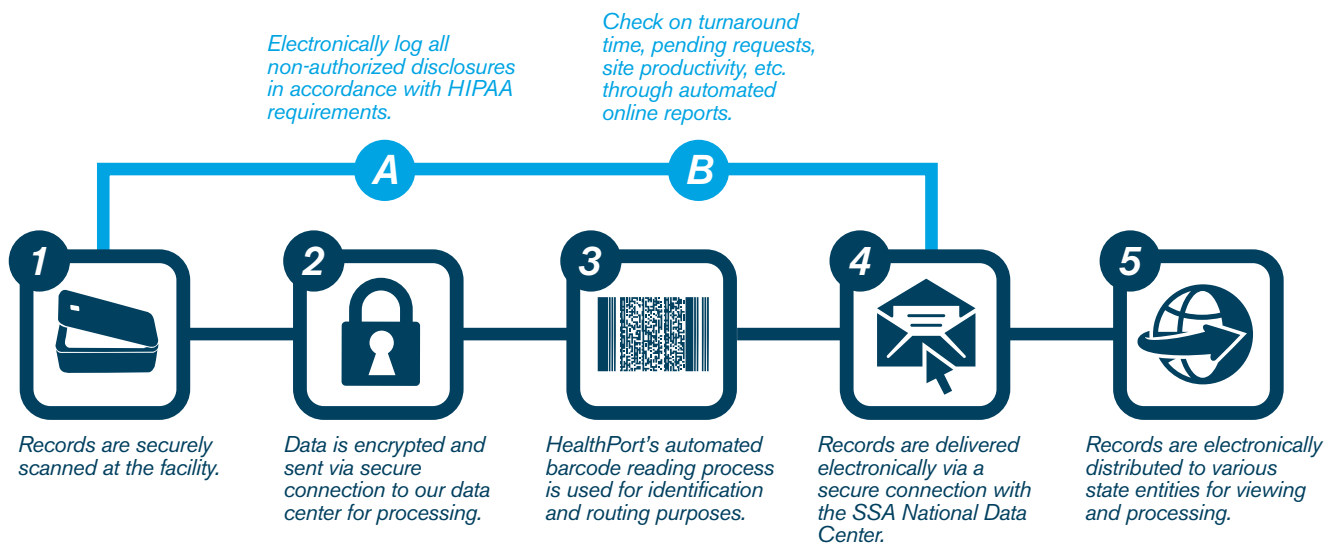 Electronically log all
non-authorized disclosures
in accordance with HIPAA
requirements.
Check on turnaround
time, pending requests,
site productivity, etc.
through automated
online reports.
A
B
1
2
3
4
5
Records are securely
scanned at the facility.
Data is encrypted and
sent via secure
connection to our data
center for processing.
HealthPort's automated
barcode reading process
is used for identification
and routing purposes.
Records are delivered
electronically via a
secure connection with
the SSA National Data
Center.
Records are electronically
distributed to various
state entities for viewing
and processing.